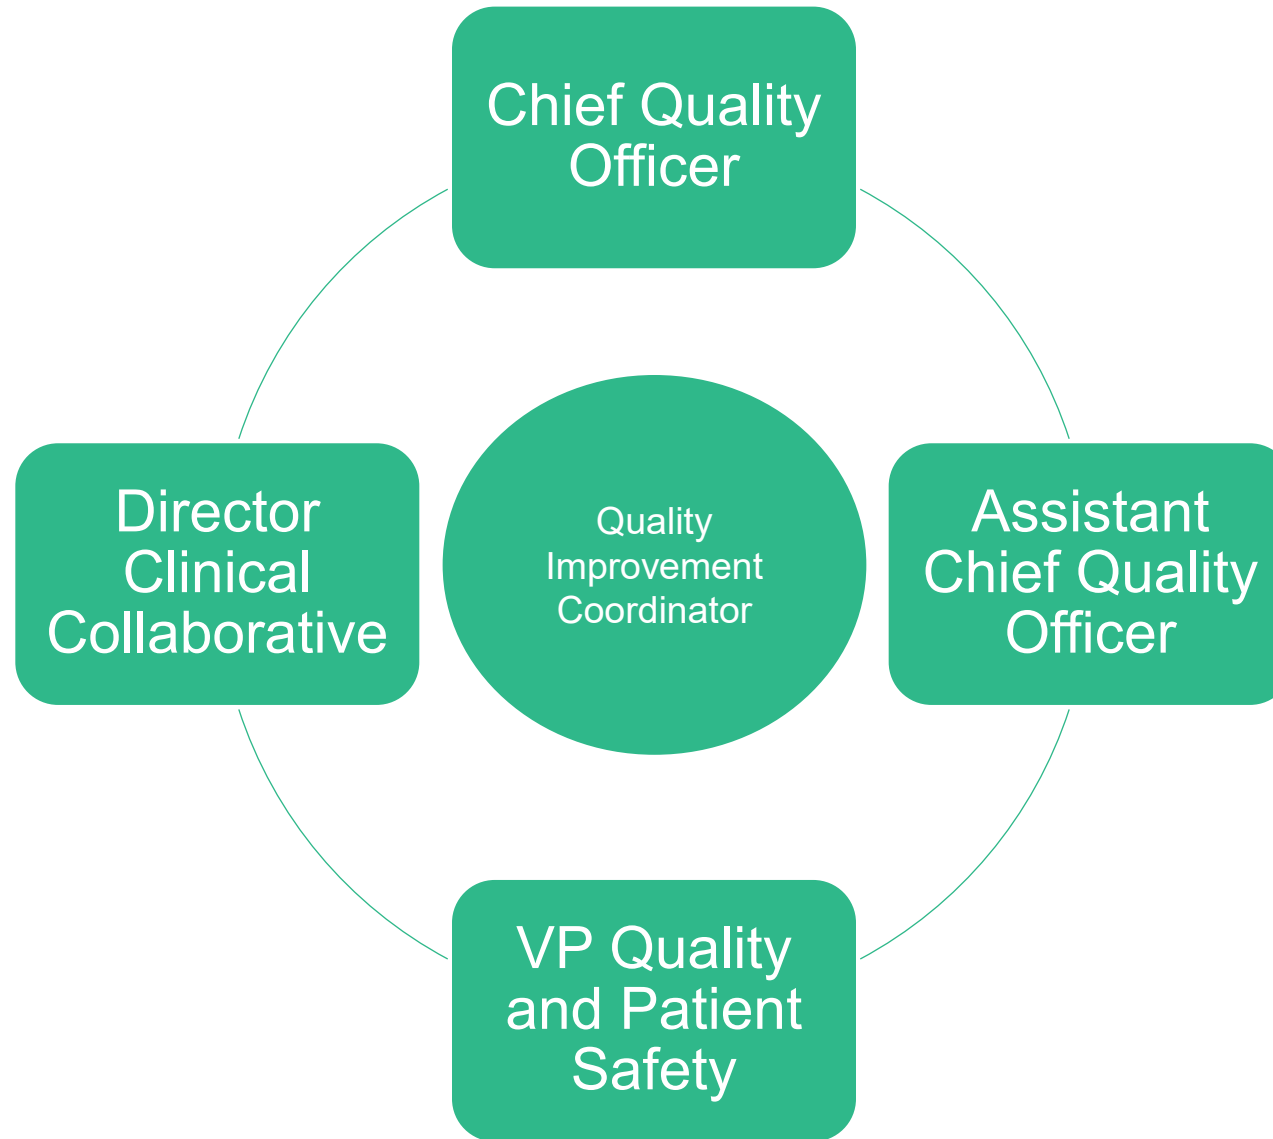 Chief Quality
Officer
Director
Clinical
Collaborative
Quality
Improvement
Coordinator
Assistant
Chief Quality
Officer
VP Quality
and Patient
Safety